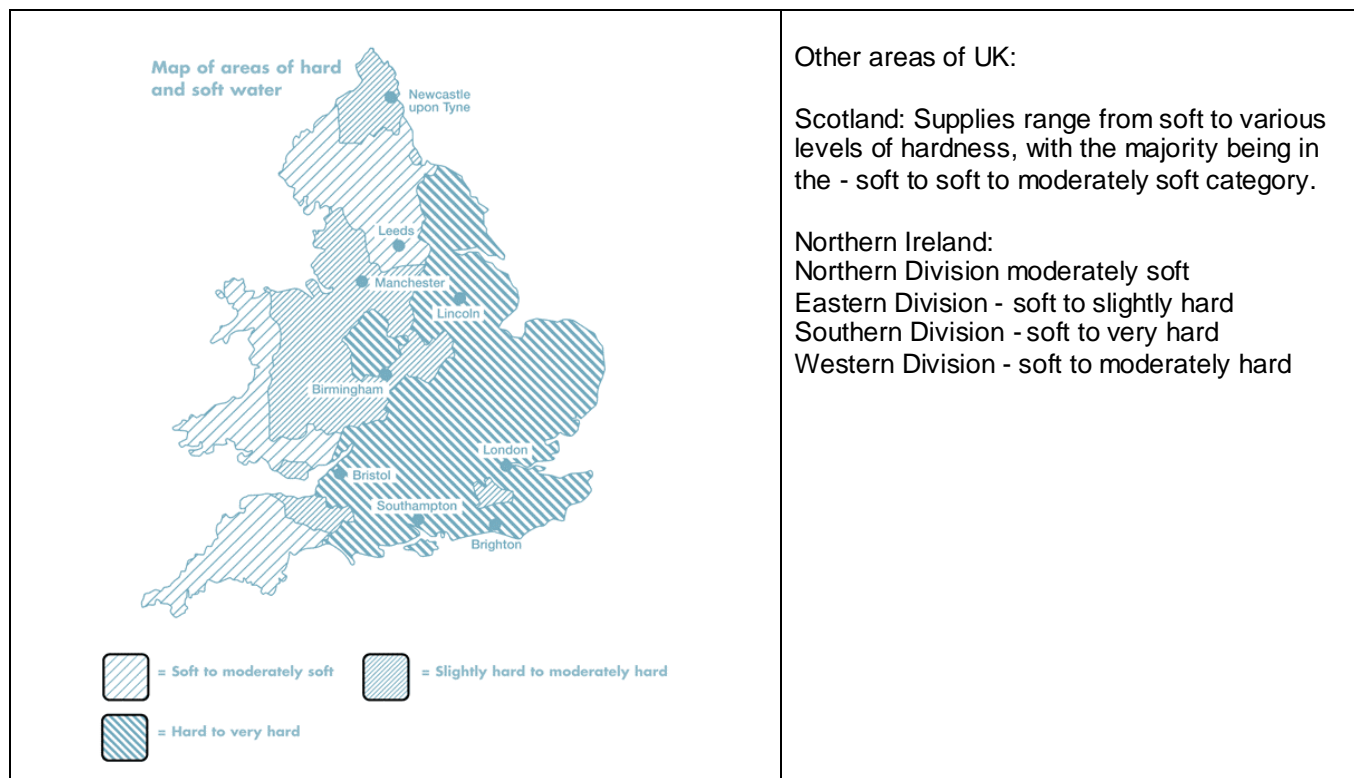 Map of areas of hard
and soft water
Newcastle
upon Tyne
Leeds
Manchester
Lincoln
Birmingham
London
Bristol
Southampton
Brighton
= Soft to moderately soft
= Slightly hard to moderately hard
= Hard to very hard
Other areas of UK:
Scotland: Supplies range from soft to various
levels of hardness, with the majority being in
the - soft to soft to moderately soft category.
Northern Ireland:
Northern Division moderately soft
Eastern Division - soft to slightly hard
Southern Division - soft to very hard
Western Division - soft to moderately hard